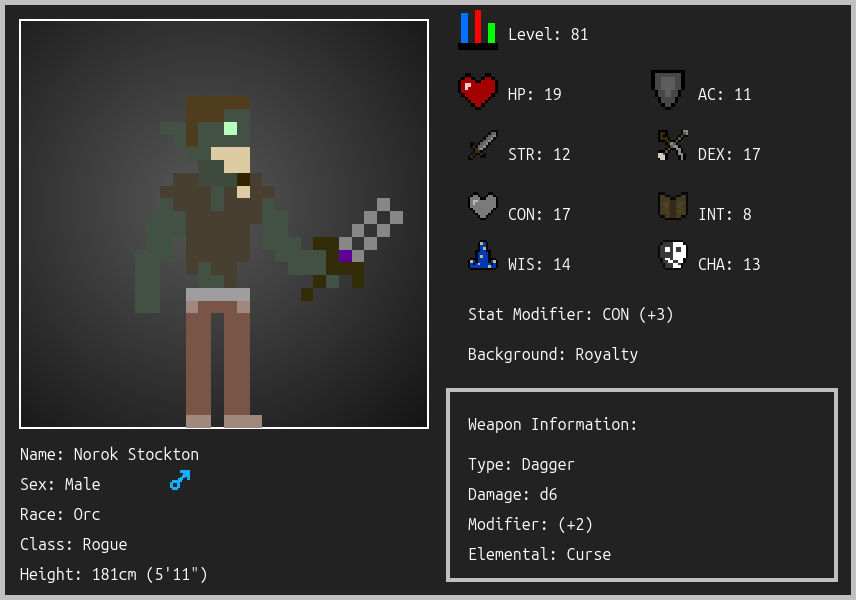 Level: 81
HP: 19
AC: 11
STR: 12
DEX: 17
CON: 17
INT: 8
WIS: 14
CHA: 13
Stat Modifier: CON (+3)
Background: Royalty
Weapon Information:
Type: Dagger
Damage: d6
Modifier: (+2)
Elemental: Curse
Name: Norok Stockton
Sex: Male
Race: Orc
Class: Rogue
Height: 181cm (5'11")